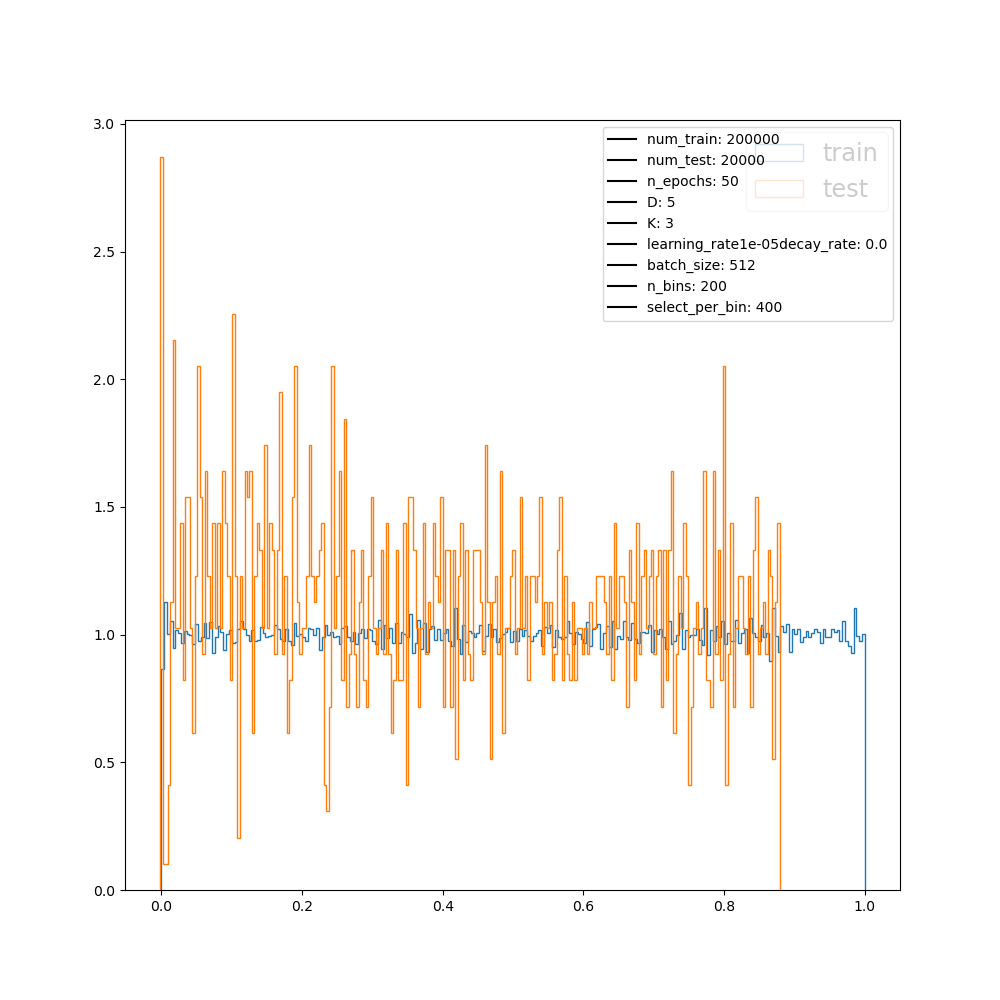 3.0
2.5
2.0
1.5
1.0
0.5
0.0
0.0 0.2 0.4 0.6 0.8 1.0
train
test
num_train: 200000
num_test: 20000
n_epochs: 50
D: 5
K: 3
learning_rate1e-05decay_rate: 0.0
batch_size: 512
n_bins: 200
select_per_bin: 400